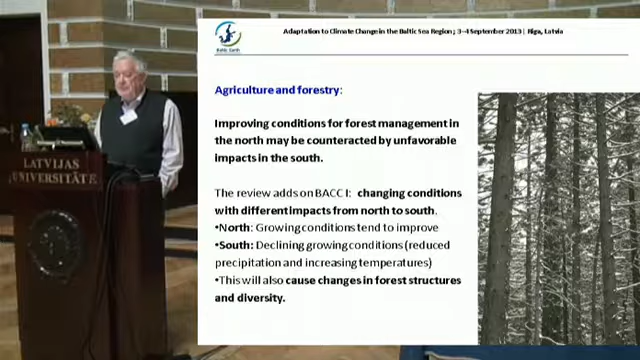 Adaptation to Climate Change in the Baltic Sea Region ; 3–4 September 2013 | Riga, Latvia
Baltic Earth
Agriculture and forestry:
Improving conditions for forest management in
the north may be counteracted by unfavorable
impacts in the south.
The review adds on BACC I: changing conditions
with different impacts from north to south.
•North: Growing conditions tend to improve
•South: Declining growing conditions (reduced
precipitation and increasing temperatures)
•This will also cause changes in forest structures
and diversity.
LATVIJAS
UNIVERSITĀTE